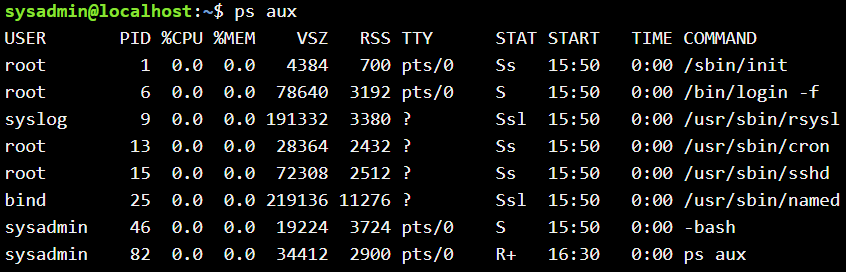 sysadmin@localhost:~$ ps aux
USER       PID %CPU %MEM    VSZ   RSS TTY      STAT START   TIME COMMAND
root         1  0.0  0.0   4384   700 pts/0    Ss   15:50   0:00 /sbin/init
root         6  0.0  0.0  78640  3192 pts/0    S    15:50   0:00 /bin/login -f
syslog       9  0.0  0.0 191332  3380 ?        Ssl  15:50   0:00 /usr/sbin/rsysl
root        13  0.0  0.0  28364  2432 ?        Ss   15:50   0:00 /usr/sbin/cron
root        15  0.0  0.0  72308  2512 ?        Ss   15:50   0:00 /usr/sbin/sshd
bind        25  0.0  0.0 219136 11276 ?        Ssl  15:50   0:00 /usr/sbin/named
sysadmin    46  0.0  0.0  19224  3724 pts/0    S    15:50   0:00 -bash
sysadmin    82  0.0  0.0  34412  2900 pts/0    R+   16:30   0:00 ps aux